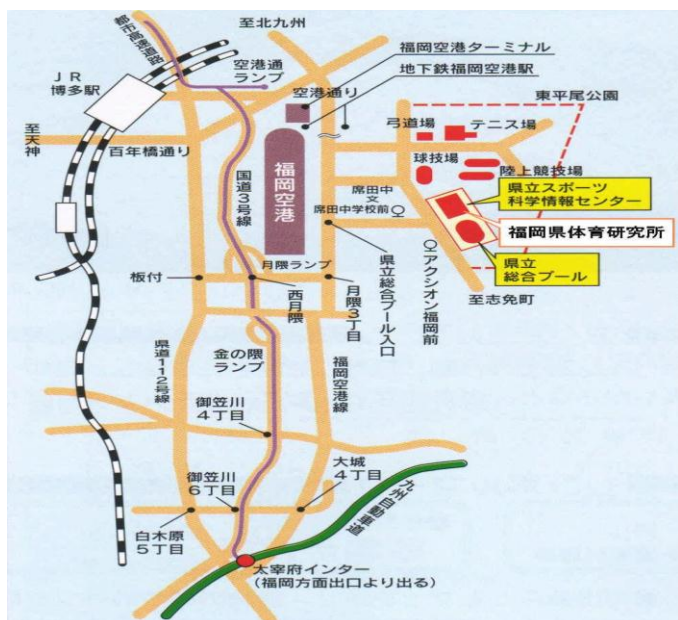 都市高速道路
至北九州
福岡空港ターミナル
地下鉄福岡空港駅
ＪＲ
博多駅
空港通
ランプ
空港通り
東平尾公園
弓道場
テニス場
至
天神
百年橋通り
国道３号線
福岡空港
球技場
陸上競技場
席田中
文
席田中学校前
県立スポーツ
科学情報センター
福岡県体育研究所
県立
総合プール
アクシオン福岡前
至志免町
月隈ランプ
板付
西月隈
月隈３丁目
県立総合プール入口
県道１１２号線
金の隈
ランプ
福岡空港線
御笠川
４丁目
御笠川
６丁目
大城
４丁目
九州自動車道
白木原
５丁目
太宰府インター
（福岡方面出口より出る）